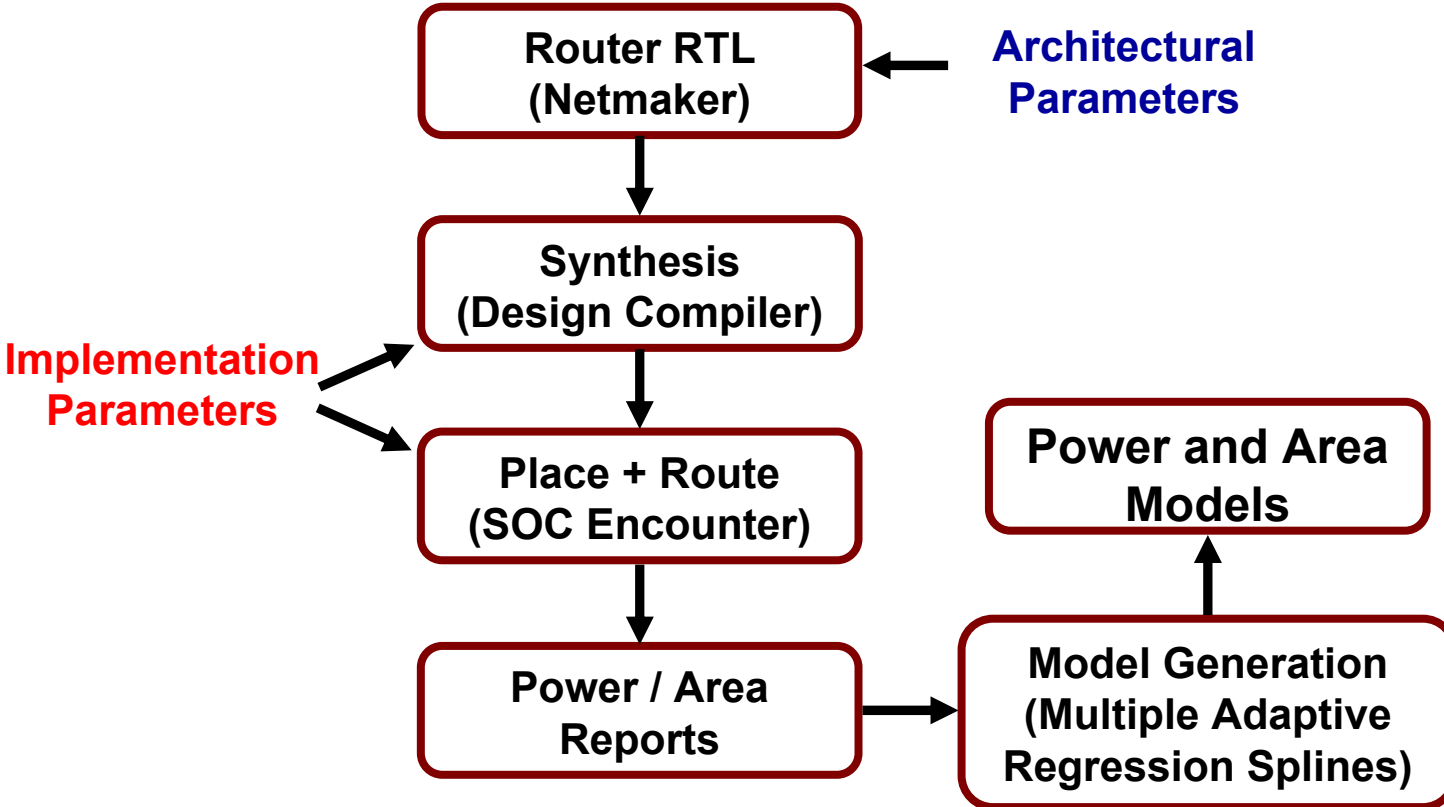 Router RTL
(Netmaker)
Architectural
Parameters
Synthesis
(Design Compiler)
Implementation
Parameters
Place + Route
(SOC Encounter)
Power and Area
Models
Power / Area
Reports
Model Generation
(Multiple Adaptive
Regression Splines)